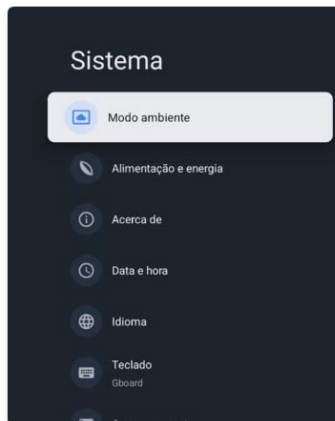 Sistema
Modo ambiente
Alimentação e energia
Acerca de
Data e hora
Idioma
Teclado
Gboard